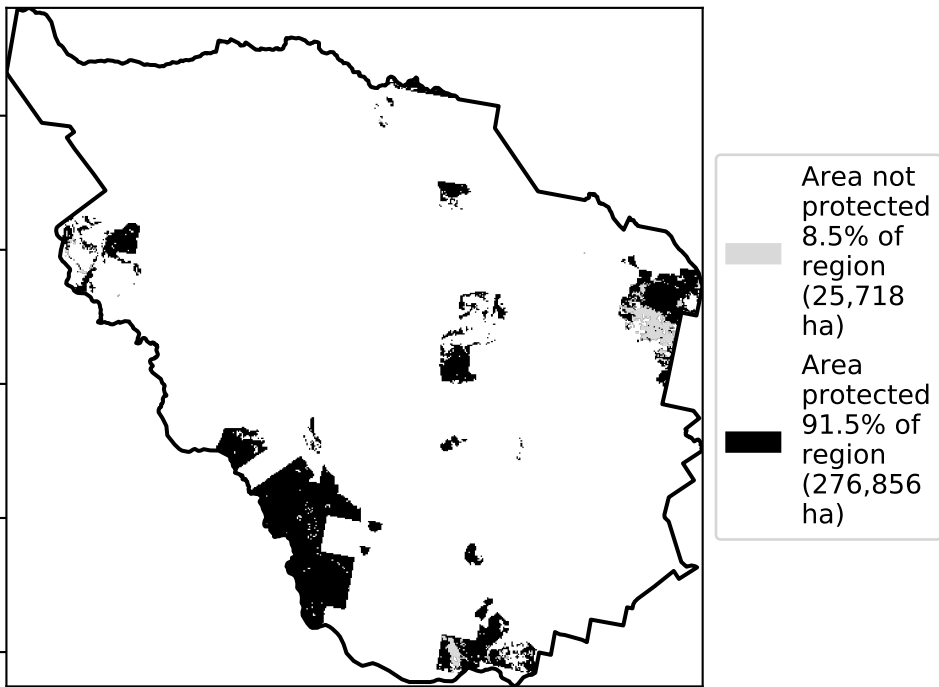 Area not
protected
8.5% of
region
(25,718
ha)
Area
protected
91.5% of
region
(276,856
ha)